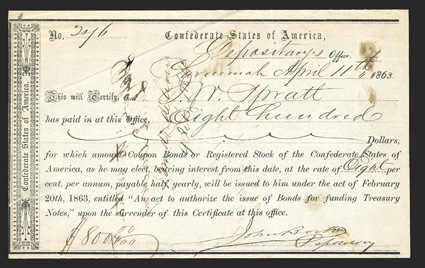 No. 296
Confederate States of America,
Depositary's Office,
Savannah April 11th 1863
This will Certify, that
has paid in at this Office, Eight Hundred
Dollars,
for which amount Coupon Bonds or Registered Stock of the Confederate States of
America, as he may elect, bearing interest from this date, at the rate of Eight per
cent. per annum, payable half yearly, will be issued to him under the act of February
20th, 1863, entitled "An act to authorize the issue of Bonds for funding Treasury
Notes," upon the surrender of this Certificate at this office.
$800 00/100
John Boston
Depositary
Confederate States of America.